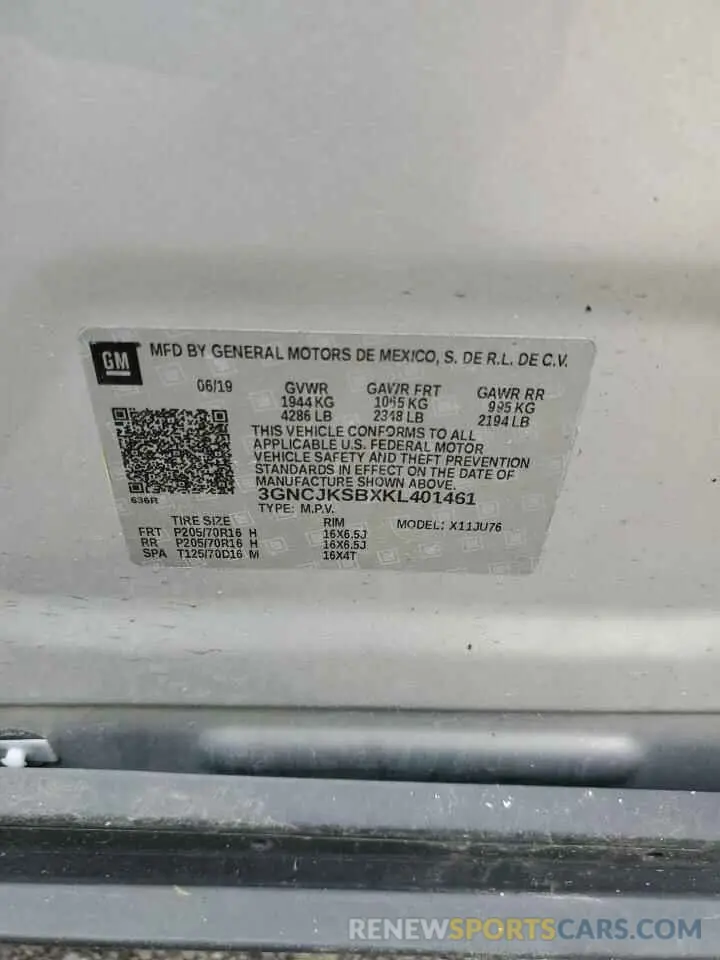 GM MFD BY GENERAL MOTORS DE MEXICO, S. DE R.L. DE C.V.
06/19 GVWR GAWR FRT GAWR RR
1944 KG 1065 KG 995 KG
4286 LB 2348 LB 2194 LB
THIS VEHICLE CONFORMS TO ALL
APPLICABLE U.S. FEDERAL MOTOR
VEHICLE SAFETY AND THEFT PREVENTION
STANDARDS IN EFFECT ON THE DATE OF
MANUFACTURE SHOWN ABOVE.
636R 3GNCJKSBXKL401461
TYPE: M.P.V. MODEL: X11JU76
TIRE SIZE RIM
FRT P205/70R16 H 16X6.5J
RR P205/70R16 H 16X6.5J
SPA T125/70D16 M 16X4T
RENEWSPORTSCARS.COM